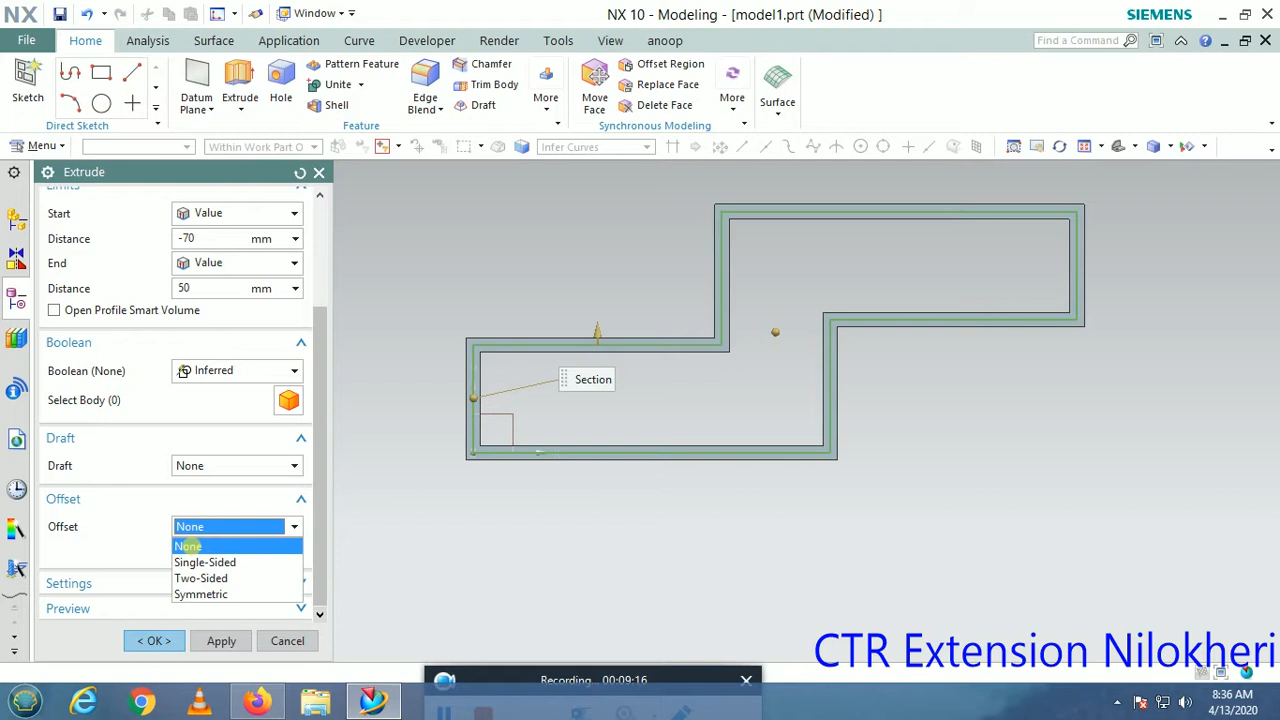 NX
Window
NX 10 - Modeling - [model1.prt (Modified) ]
SIEMENS
File
Home
Analysis
Surface
Application
Curve
Developer
Render
Tools
View
anoop
Find a Command
Sketch
Direct Sketch
Datum Plane
Extrude
Hole
Pattern Feature
Unite
Shell
Edge Blend
Chamfer
Trim Body
Draft
More
Feature
Move Face
Offset Region
Replace Face
Delete Face
More
Synchronous Modeling
Surface
Menu
Within Work Part O
Infer Curves
Extrude
Limits
Start
Value
Distance
-70 mm
End
Value
Distance
50 mm
Open Profile Smart Volume
Boolean
Boolean (None)
Inferred
Select Body (0)
Draft
Draft
None
Offset
Offset
None
None
Single-Sided
Two-Sided
Symmetric
Settings
Preview
< OK >
Apply
Cancel
Section
CTR Extension Nilokheri
Recording... 00:09:16
8:36 AM
4/13/2020